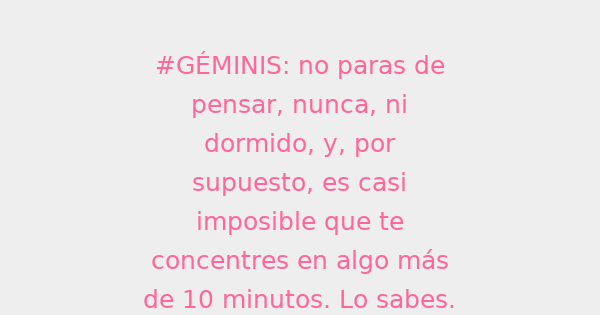 #GÉMINIS: no paras de
pensar, nunca, ni
dormido, y, por
supuesto, es casi
imposible que te
concentres en algo más
de 10 minutos. Lo sabes.